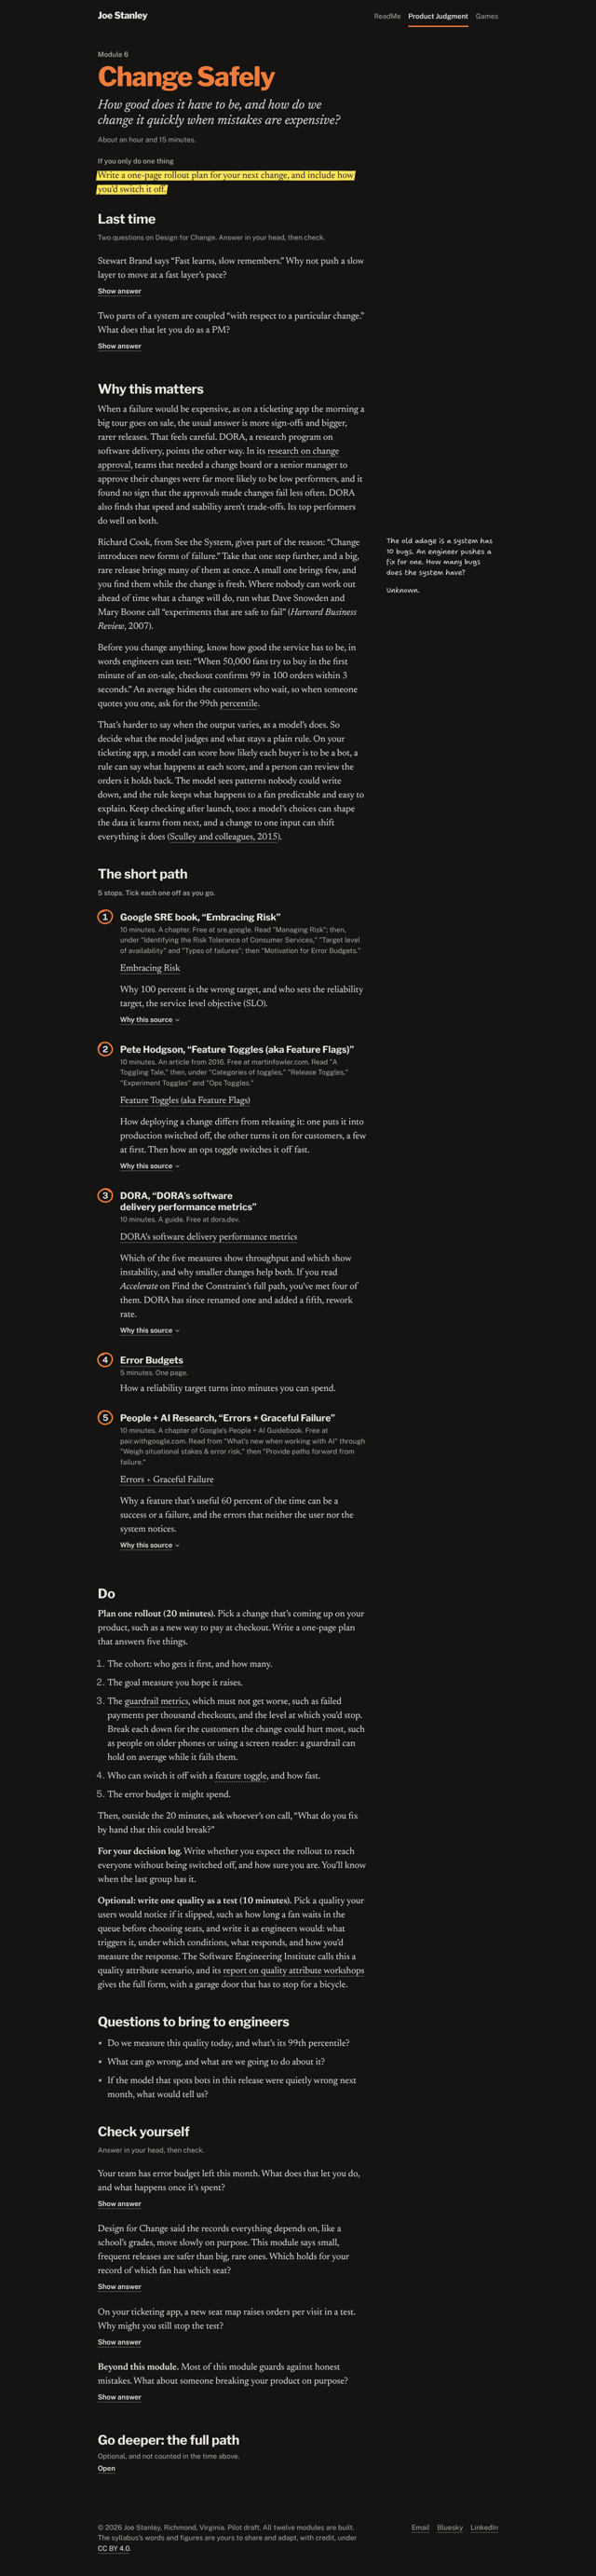 Joe Stanley
ReadMe Product Judgment Games
Module 6
Change Safely
How good does it have to be, and how do we
change it quickly when mistakes are expensive?
About an hour and 15 minutes.
If you only do one thing
Write a one-page rollout plan for your next change, and include how
you'd switch it off.
Last time
Two questions on Design for Change. Answer in your head, then check.
Stewart Brand says “Fast learns, slow remembers.” Why not push a slow
layer to move at a fast layer's pace?
Show answer
Two parts of a system are coupled “with respect to a particular change.”
What does that let you do as a PM?
Show answer
Why this matters
When a failure would be expensive, as on a ticketing app the morning a
big tour goes on sale, the usual answer is more sign-offs and bigger,
rarer releases. That feels careful. DORA, a research program on
software delivery, points the other way. In its research on change
approval, teams that needed a change board or a senior manager to
approve their changes were far more likely to be low performers, and it
found no sign that the approvals made changes fail less often. DORA
also finds that speed and stability aren't trade-offs. Its top performers
do well on both.
Richard Cook, from See the System, gives part of the reason: “Change
introduces new forms of failure.” Take that one step further, and a big,
rare release brings many of them at once. A small one brings few, and
you find them while the change is fresh. Where nobody can work out
ahead of time what a change will do, run what Dave Snowden and
Mary Boone call “experiments that are safe to fail” (Harvard Business
Review, 2007).
The old adage is a system has
10 bugs. An engineer pushes a
fix for one. How many bugs
does the system have?
Unknown.
Before you change anything, know how good the service has to be, in
words engineers can test: “When 50,000 fans try to buy in the first
minute of an on-sale, checkout confirms 99 in 100 orders within 3
seconds.” An average hides the customers who wait, so when someone
quotes you one, ask for the 99th percentile.
That's harder to say when the output varies, as a model's does. So
decide what the model judges and what stays a plain rule. On your
ticketing app, a model can score how likely each buyer is to be a bot, a
rule can say what happens at each score, and a person can review the
orders it holds back. The model sees patterns nobody could write
down, and the rule keeps what happens to a fan predictable and easy to
explain. Keep checking after launch, too: a model's choices can shape
the data it learns from next, and a change to one input can shift
everything it does (Sculley and colleagues, 2015).
The short path
5 stops. Tick each one off as you go.
1
Google SRE book, “Embracing Risk”
10 minutes. A chapter. Free at sre.google. Read "Managing Risk"; then,
under "Identifying the Risk Tolerance of Consumer Services," "Target level
of availability" and "Types of failures"; then "Motivation for Error Budgets."
Embracing Risk
Why 100 percent is the wrong target, and who sets the reliability
target, the service level objective (SLO).
Why this source
2
Pete Hodgson, “Feature Toggles (aka Feature Flags)”
10 minutes. An article from 2016. Free at martinfowler.com. Read "A
Toggling Tale," then, under "Categories of toggles," "Release Toggles,"
"Experiment Toggles" and "Ops Toggles."
Feature Toggles (aka Feature Flags)
How deploying a change differs from releasing it: one puts it into
production switched off, the other turns it on for customers, a few
at first. Then how an ops toggle switches it off fast.
Why this source
3
DORA, “DORA's software
delivery performance metrics”
10 minutes. A guide. Free at dora.dev.
DORA's software delivery performance metrics
Which of the five measures show throughput and which show
instability, and why smaller changes help both. If you read
Accelerate on Find the Constraint's full path, you've met four of
them. DORA has since renamed one and added a fifth, rework
rate.
Why this source
4
Error Budgets
5 minutes. One page.
How a reliability target turns into minutes you can spend.
5
People + AI Research, “Errors + Graceful Failure”
10 minutes. A chapter of Google's People + AI Guidebook. Free at
pair.withgoogle.com. Read from "What's new when working with AI" through
"Weigh situational stakes & error risk," then "Provide paths forward from
failure."
Errors + Graceful Failure
Why a feature that's useful 60 percent of the time can be a
success or a failure, and the errors that neither the user nor the
system notices.
Why this source
Do
Plan one rollout (20 minutes). Pick a change that's coming up on your
product, such as a new way to pay at checkout. Write a one-page plan
that answers five things.
1. The cohort: who gets it first, and how many.
2. The goal measure you hope it raises.
3. The guardrail metrics, which must not get worse, such as failed
payments per thousand checkouts, and the level at which you'd stop.
Break each down for the customers the change could hurt most, such
as people on older phones or using a screen reader: a guardrail can
hold on average while it fails them.
4. Who can switch it off with a feature toggle, and how fast.
5. The error budget it might spend.
Then, outside the 20 minutes, ask whoever's on call, “What do you fix
by hand that this could break?”
For your decision log. Write whether you expect the rollout to reach
everyone without being switched off, and how sure you are. You'll know
when the last group has it.
Optional: write one quality as a test (10 minutes). Pick a quality your
users would notice if it slipped, such as how long a fan waits in the
queue before choosing seats, and write it as engineers would: what
triggers it, under which conditions, what responds, and how you'd
measure the response. The Software Engineering Institute calls this a
quality attribute scenario, and its report on quality attribute workshops
gives the full form, with a garage door that has to stop for a bicycle.
Questions to bring to engineers
• Do we measure this quality today, and what's its 99th percentile?
• What can go wrong, and what are we going to do about it?
• If the model that spots bots in this release were quietly wrong next
month, what would tell us?
Check yourself
Answer in your head, then check.
Your team has error budget left this month. What does that let you do,
and what happens once it's spent?
Show answer
Design for Change said the records everything depends on, like a
school's grades, move slowly on purpose. This module says small,
frequent releases are safer than big, rare ones. Which holds for your
record of which fan has which seat?
Show answer
On your ticketing app, a new seat map raises orders per visit in a test.
Why might you still stop the test?
Show answer
Beyond this module. Most of this module guards against honest
mistakes. What about someone breaking your product on purpose?
Show answer
Go deeper: the full path
Optional, and not counted in the time above.
Open
© 2026 Joe Stanley, Richmond, Virginia. Pilot draft. All twelve modules are built.
The syllabus's words and figures are yours to share and adapt, with credit, under
CC BY 4.0.
Email Bluesky LinkedIn